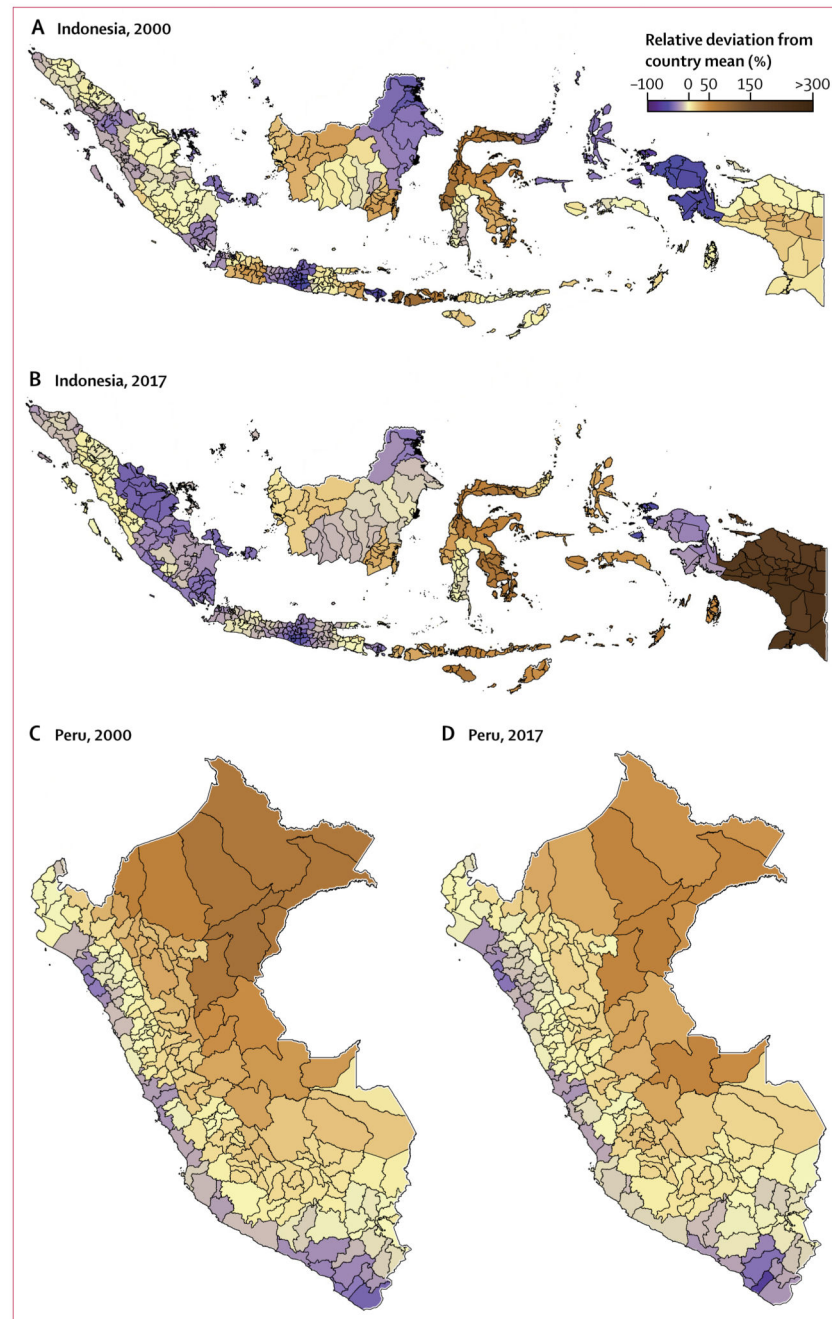 A Indonesia, 2000
Relative deviation from
country mean (%)
–100 0 50 150 >300
B Indonesia, 2017
C Peru, 2000
D Peru, 2017